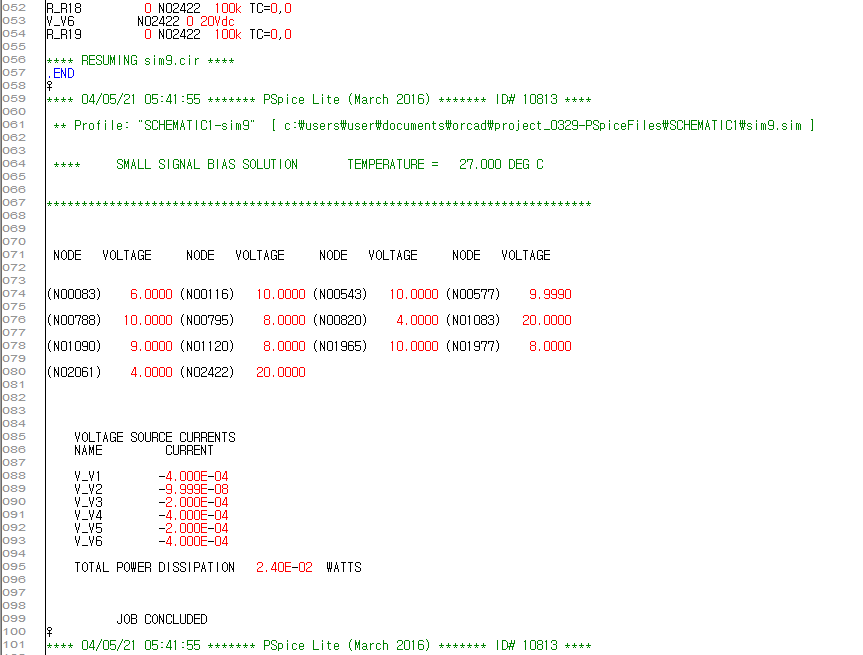 052 R_R18         0 N02422  100k TC=0,0
053 V_V6         N02422 0 20Vdc
054 R_R19         0 N02422  100k TC=0,0
055
056 **** RESUMING sim9.cir ****
057 .END
058 ♀
059 **** 04/05/21 05:41:55 ******* PSpice Lite (March 2016) ******* ID# 10813 ****
060
061  ** Profile: "SCHEMATIC1-sim9"  [ c:₩users₩user₩documents₩orcad₩project_0329-PSpiceFiles₩SCHEMATIC1₩sim9.sim ]
062
063
064  ****     SMALL SIGNAL BIAS SOLUTION       TEMPERATURE =   27.000 DEG C
065
066
067 ******************************************************************************
068
069
070
071  NODE   VOLTAGE     NODE   VOLTAGE     NODE   VOLTAGE     NODE   VOLTAGE
072
073
074 (N00083)    6.0000 (N00116)   10.0000 (N00543)   10.0000 (N00577)    9.9990
075
076 (N00788)   10.0000 (N00795)    8.0000 (N00820)    4.0000 (N01083)   20.0000
077
078 (N01090)    9.0000 (N01120)    8.0000 (N01965)   10.0000 (N01977)    8.0000
079
080 (N02061)    4.0000 (N02422)   20.0000
081
082
083
084
085     VOLTAGE SOURCE CURRENTS
086     NAME         CURRENT
087
088     V_V1        -4.000E-04
089     V_V2        -9.999E-08
090     V_V3        -2.000E-04
091     V_V4        -4.000E-04
092     V_V5        -2.000E-04
093     V_V6        -4.000E-04
094
095     TOTAL POWER DISSIPATION   2.40E-02  WATTS
096
097
098
099           JOB CONCLUDED
100 ♀
101 **** 04/05/21 05:41:55 ******* PSpice Lite (March 2016) ******* ID# 10813 ****